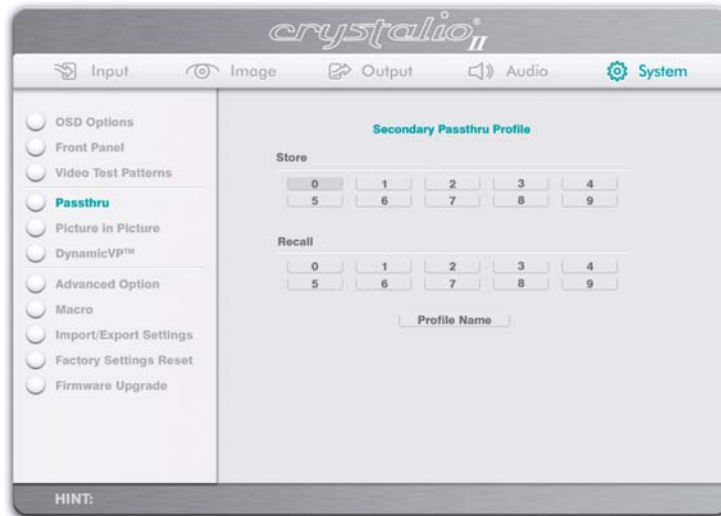 crystalio® II
Input Image Output Audio System
OSD Options
Front Panel
Video Test Patterns
Passthru
Picture in Picture
DynamicVP™
Advanced Option
Macro
Import/Export Settings
Factory Settings Reset
Firmware Upgrade
Secondary Passthru Profile
Store
0 1 2 3 4
5 6 7 8 9
Recall
0 1 2 3 4
5 6 7 8 9
Profile Name
HINT: